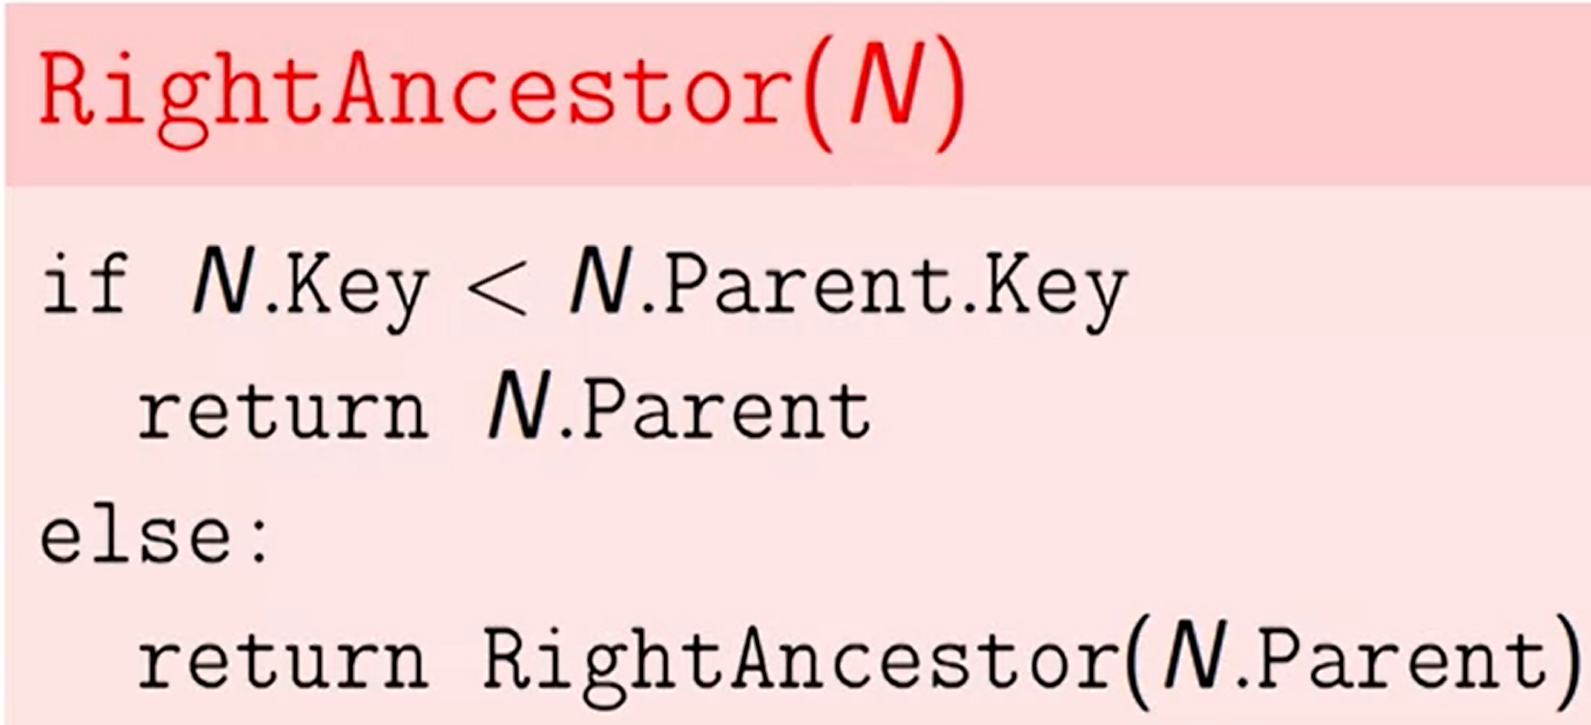 RightAncestor(N)
if N.Key < N.Parent.Key
return N.Parent
else:
return RightAncestor(N.Parent)